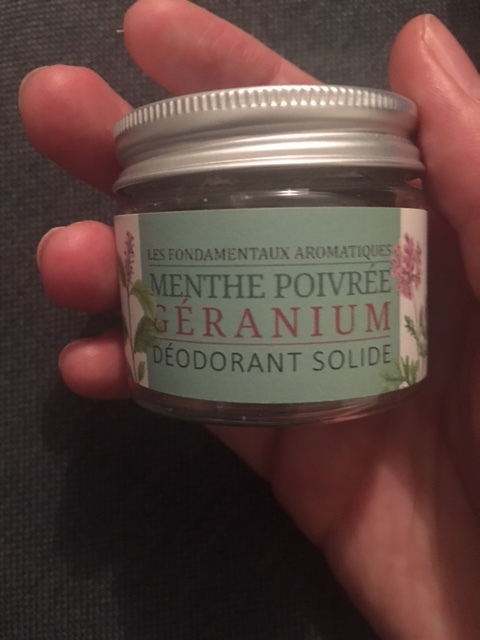 LES FONDAMENTAUX AROMATIQUES
MENTHE POIVRÉE
GÉRANIUM
DÉODORANT SOLIDE